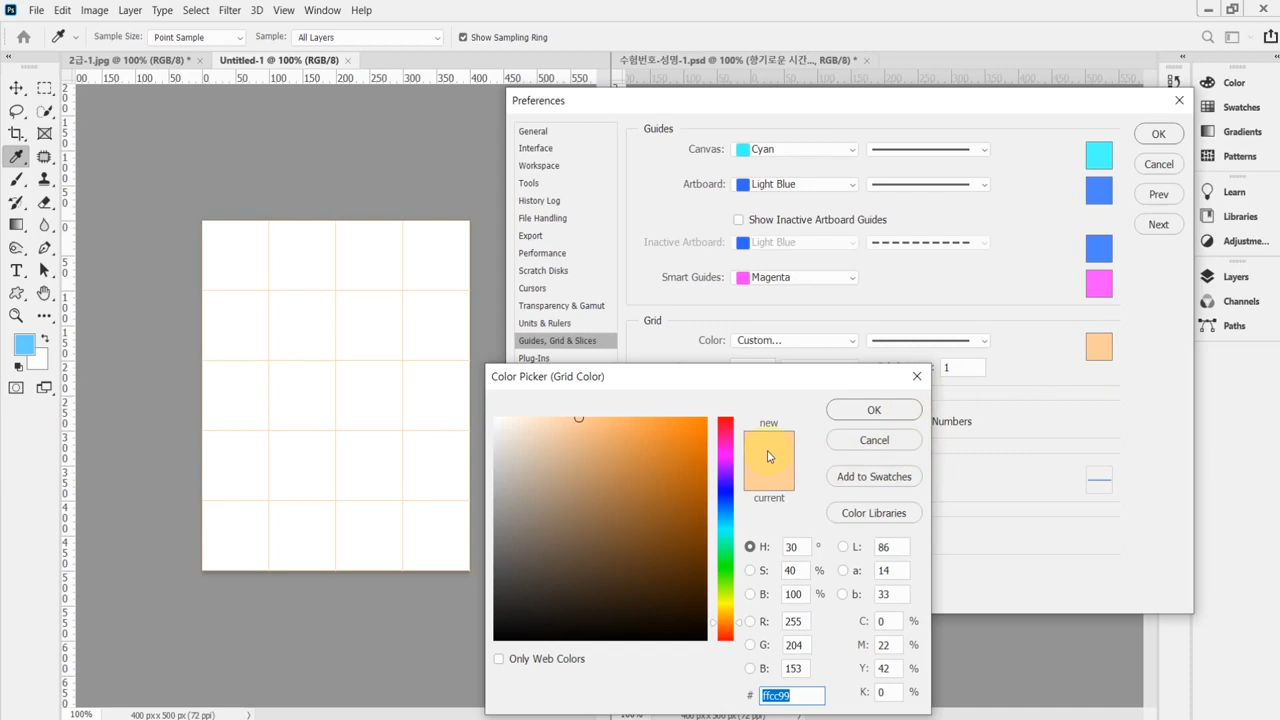 Ps File Edit Image Layer Type Select Filter 3D View Window Help
Sample Size: Point Sample Sample: All Layers Show Sampling Ring
2급-1.jpg @ 100% (RGB/8) * × Untitled-1 @ 100% (RGB/8) × 수험번호-성명-1.psd @ 100% (향기로운 시간..., RGB/8) * ×
Preferences
General
Interface
Workspace
Tools
History Log
File Handling
Export
Performance
Scratch Disks
Cursors
Transparency & Gamut
Units & Rulers
Guides, Grid & Slices
Plug-Ins
Guides
Canvas: Cyan
Artboard: Light Blue
Show Inactive Artboard Guides
Inactive Artboard: Light Blue
Smart Guides: Magenta
Grid
Color: Custom...
1
Numbers
OK
Cancel
Prev
Next
Color
Swatches
Gradients
Patterns
Learn
Libraries
Adjustme...
Layers
Channels
Paths
Color Picker (Grid Color)
new
current
OK
Cancel
Add to Swatches
Color Libraries
H: 30 ° L: 86
S: 40 % a: 14
B: 100 % b: 33
R: 255 C: 0 %
G: 204 M: 22 %
B: 153 Y: 42 %
# ffcc99 K: 0 %
Only Web Colors
100% 400 px x 500 px (72 ppi)